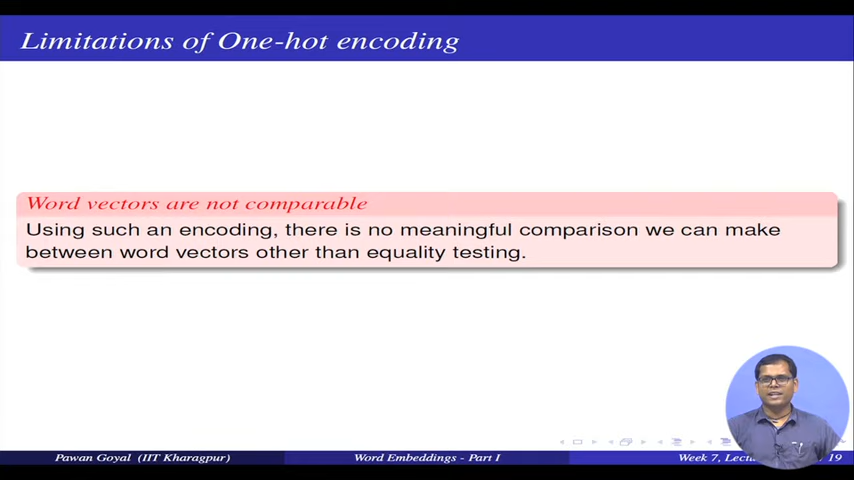 Limitations of One-hot encoding
Word vectors are not comparable
Using such an encoding, there is no meaningful comparison we can make
between word vectors other than equality testing.
Pawan Goyal (IIT Kharagpur) Word Embeddings - Part I Week 7, 19